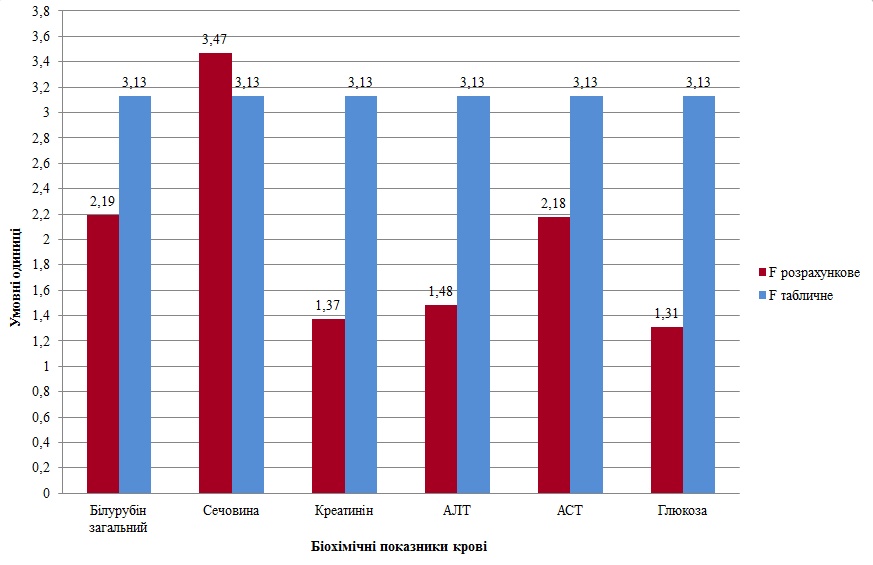 3,8
3,6
3,4
3,2
3
2,8
2,6
2,4
2,2
2
1,8
1,6
1,4
1,2
1
0,8
0,6
0,4
0,2
0
Умовні одиниці
2,19
3,13
3,47
3,13
1,37
3,13
1,48
3,13
2,18
3,13
1,31
3,13
Білурубін
загальний
Сечовина
Креатинін
АЛТ
АСТ
Глюкоза
Біохімічні показники крові
F розрахункове
F табличне